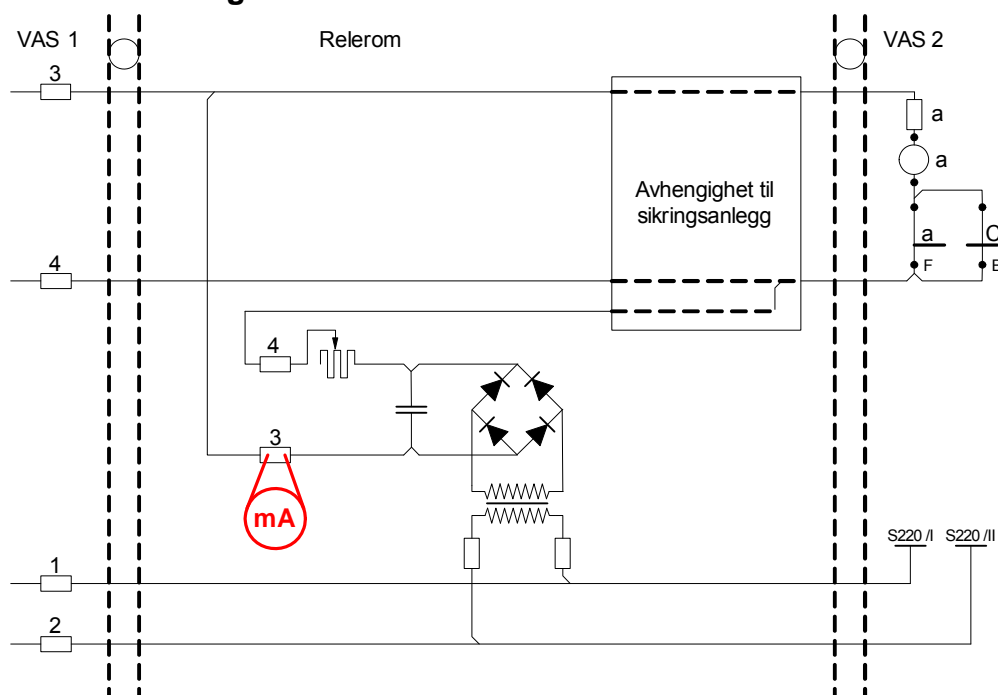 VAS 1
Relerom
VAS 2
3
a
a
Avhengighet til
sikringsanlegg
a
C
F
E
4
4
3
mA
S220 /I
S220 /II
1
2